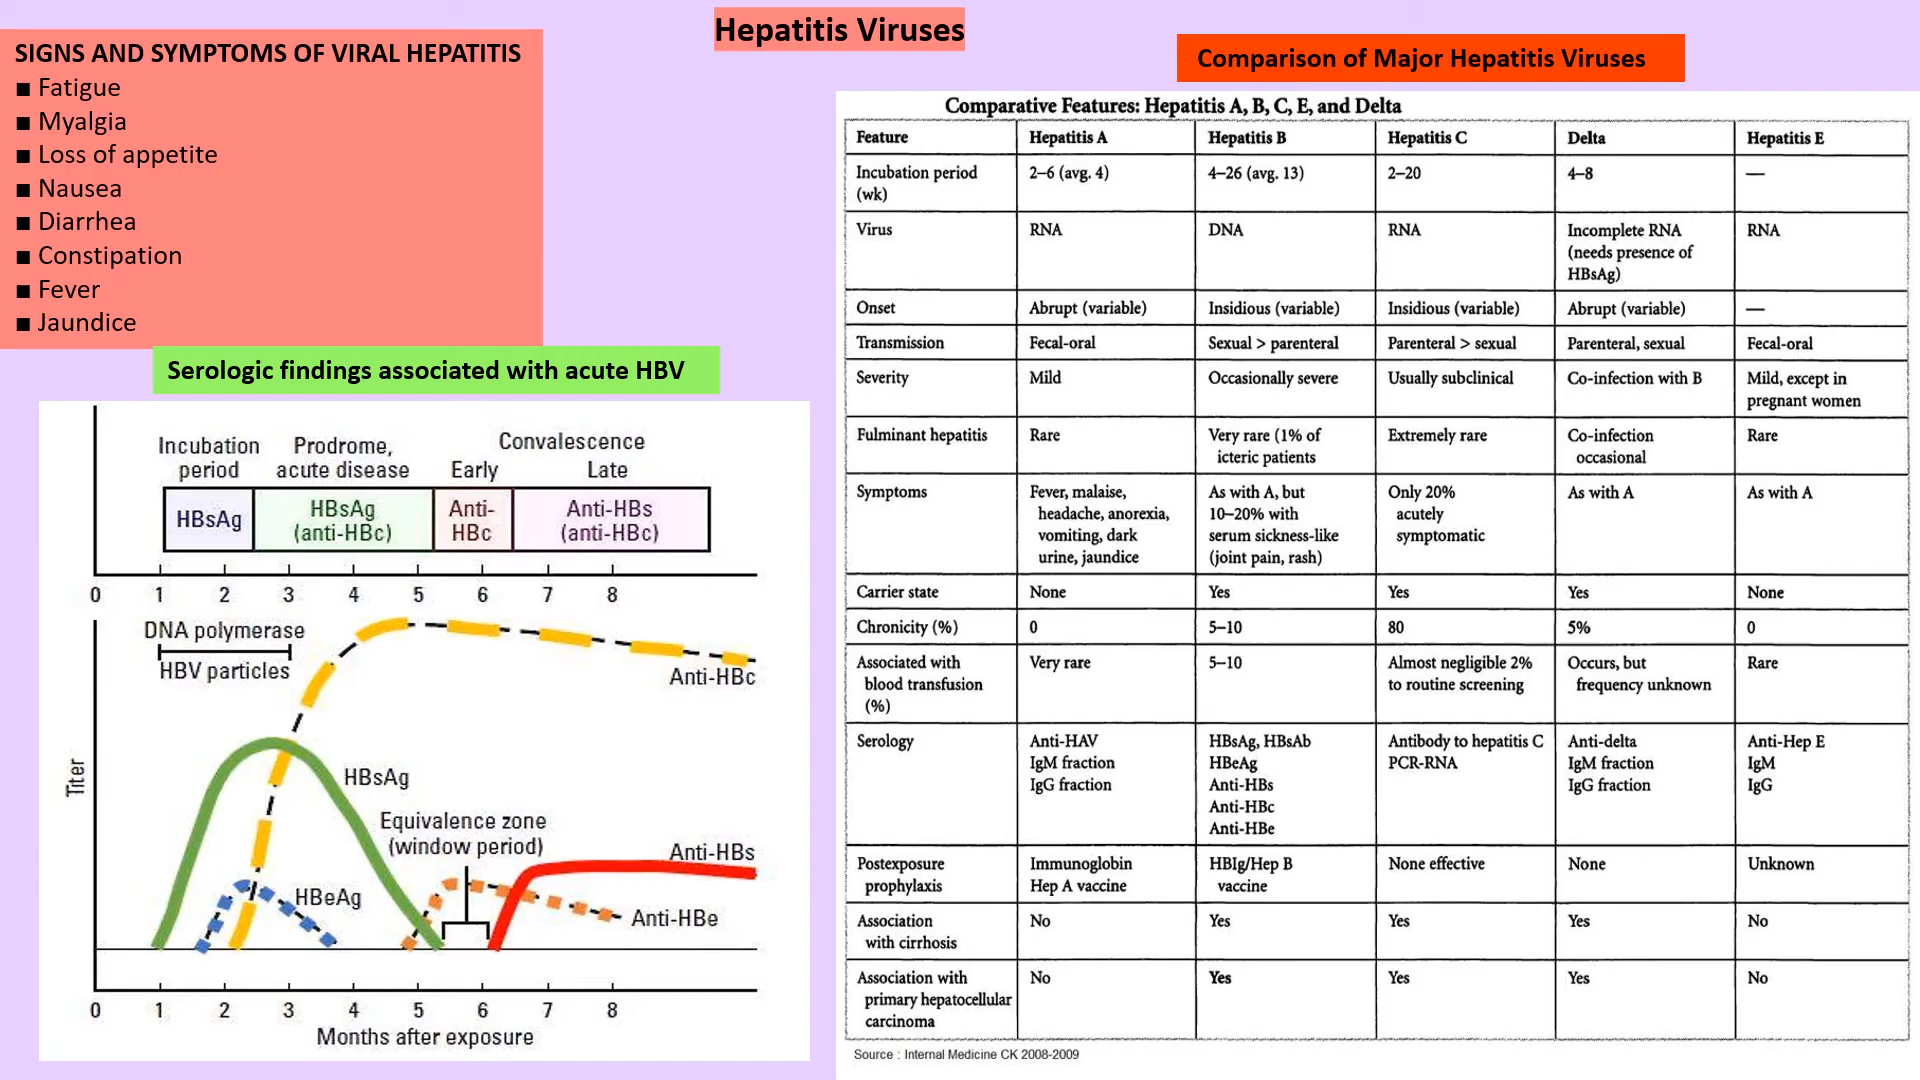 Hepatitis Viruses
SIGNS AND SYMPTOMS OF VIRAL HEPATITIS
■ Fatigue
■ Myalgia
■ Loss of appetite
■ Nausea
■ Diarrhea
■ Constipation
■ Fever
■ Jaundice
Serologic findings associated with acute HBV
Incubation
period
Prodrome,
acute disease
Convalescence
Early Late
HBsAg
HBsAg
(anti-HBc)
Anti-
HBc
Anti-HBs
(anti-HBc)
0 1 2 3 4 5 6 7 8
DNA polymerase
HBV particles
Anti-HBc
Titer
HBsAg
Equivalence zone
(window period)
Anti-HBs
HBeAg
Anti-HBe
0 1 2 3 4 5 6 7 8
Months after exposure
Comparison of Major Hepatitis Viruses
Comparative Features: Hepatitis A, B, C, E, and Delta
Feature Hepatitis A Hepatitis B Hepatitis C Delta Hepatitis E
Incubation period 2–6 (avg. 4) 4–26 (avg. 13) 2–20 4–8 —
(wk)
Virus RNA DNA RNA Incomplete RNA RNA
(needs presence of
HBsAg)
Onset Abrupt (variable) Insidious (variable) Insidious (variable) Abrupt (variable) —
Transmission Fecal-oral Sexual > parenteral Parenteral > sexual Parenteral, sexual Fecal-oral
Severity Mild Occasionally severe Usually subclinical Co-infection with B Mild, except in
pregnant women
Fulminant hepatitis Rare Very rare (1% of Extremely rare Co-infection Rare
icteric patients occasional
Symptoms Fever, malaise, As with A, but Only 20% As with A As with A
headache, anorexia, 10–20% with acutely
vomiting, dark serum sickness-like symptomatic
urine, jaundice (joint pain, rash)
Carrier state None Yes Yes Yes None
Chronicity (%) 0 5–10 80 5% 0
Associated with Very rare 5–10 Almost negligible 2% Occurs, but Rare
blood transfusion to routine screening frequency unknown
(%)
Serology Anti-HAV HBsAg, HBsAb Antibody to hepatitis C Anti-delta Anti-Hep E
IgM fraction HBeAg PCR-RNA IgM fraction IgM
IgG fraction Anti-HBs IgG fraction IgG
Anti-HBc
Anti-HBe
Postexposure Immunoglobin HBIg/Hep B None effective None Unknown
prophylaxis Hep A vaccine vaccine
Association No Yes Yes Yes No
with cirrhosis
Association with No Yes Yes Yes No
primary hepatocellular
carcinoma
Source : Internal Medicine CK 2008-2009